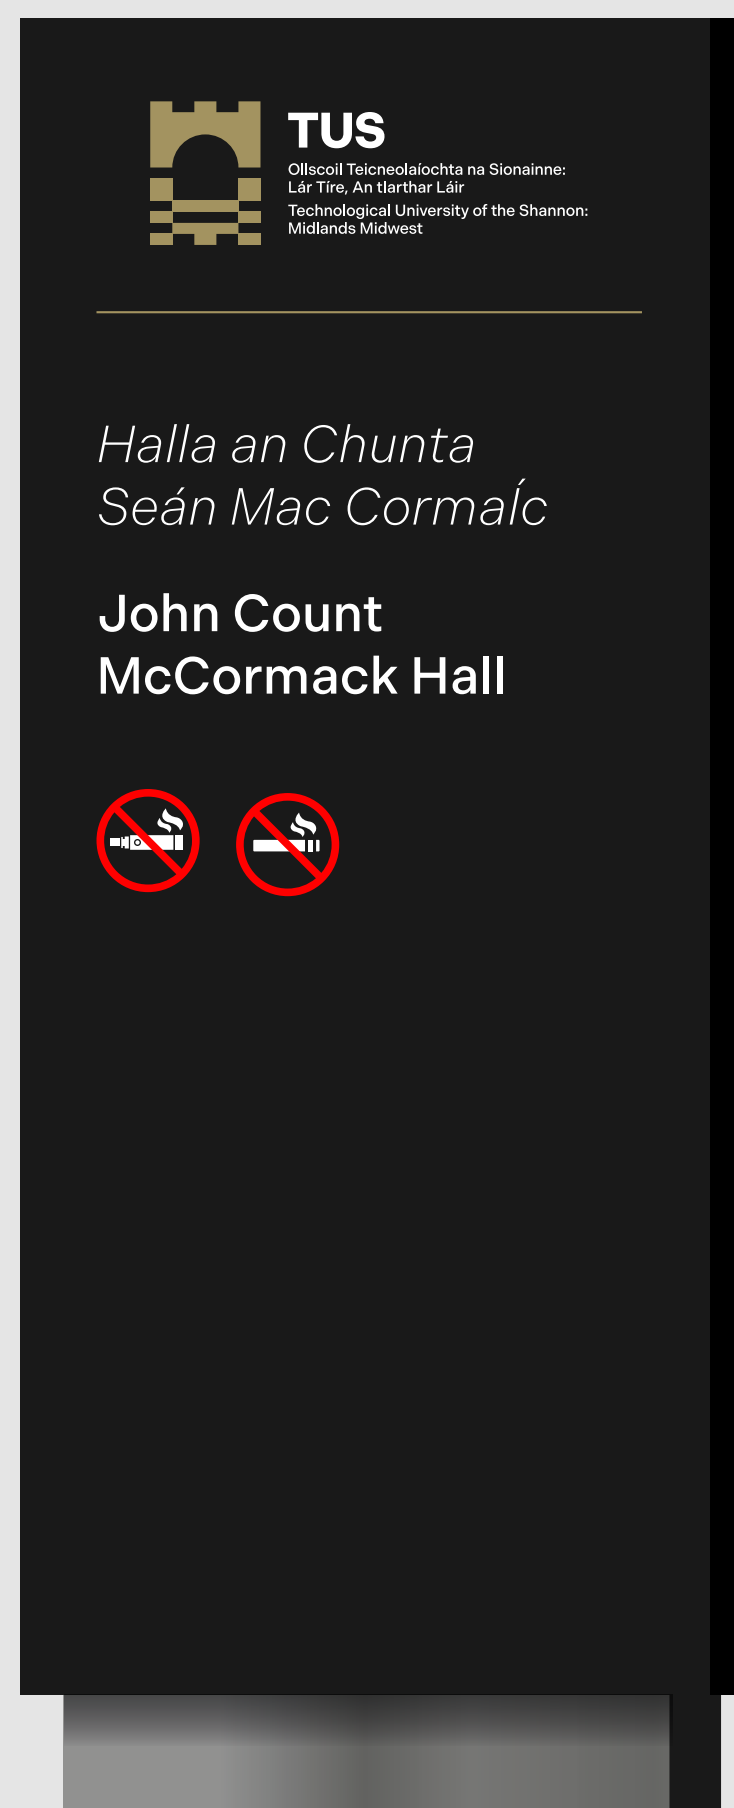 TUS
Ollscoil Teicneolaíochta na Sionainne:
Lár Tíre, An tIarthar Láir
Technological University of the Shannon:
Midlands Midwest
Halla an Chunta
Seán Mac CormaÍc
John Count
McCormack Hall